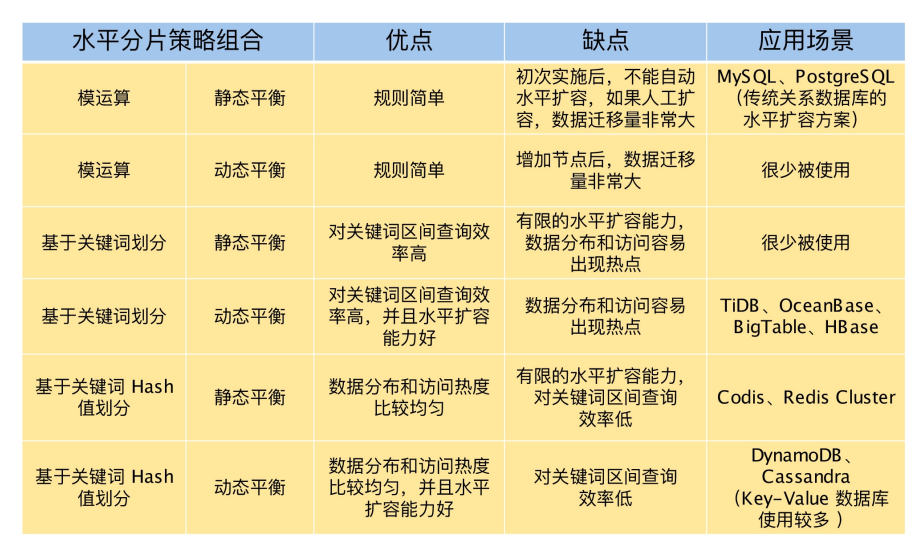 水平分片策略组合 优点 缺点 应用场景
模运算 静态平衡 规则简单
初次实施后，不能自动
水平扩容，如果人工扩
容，数据迁移量非常大
MySQL、PostgreSQL
（传统关系数据库的
水平扩容方案）
模运算 动态平衡 规则简单
增加节点后，数据迁移
量非常大
很少被使用
基于关键词划分 静态平衡
对关键词区间查询效
率高
有限的水平扩容能力，
数据分布和访问容易
出现热点
很少被使用
基于关键词划分 动态平衡
对关键词区间查询效
率高，并且水平扩容
能力好
数据分布和访问容易
出现热点
TiDB、OceanBase、
BigTable、HBase
基于关键词 Hash
值划分
静态平衡
数据分布和访问热度
比较均匀
有限的水平扩容能力，
对关键词区间查询
效率低
Codis、Redis Cluster
基于关键词 Hash
值划分
动态平衡
数据分布和访问热度
比较均匀，并且水平
扩容能力好
对关键词区间查询
效率低
DynamoDB、
Cassandra
（Key-Value 数据库
使用较多 ）